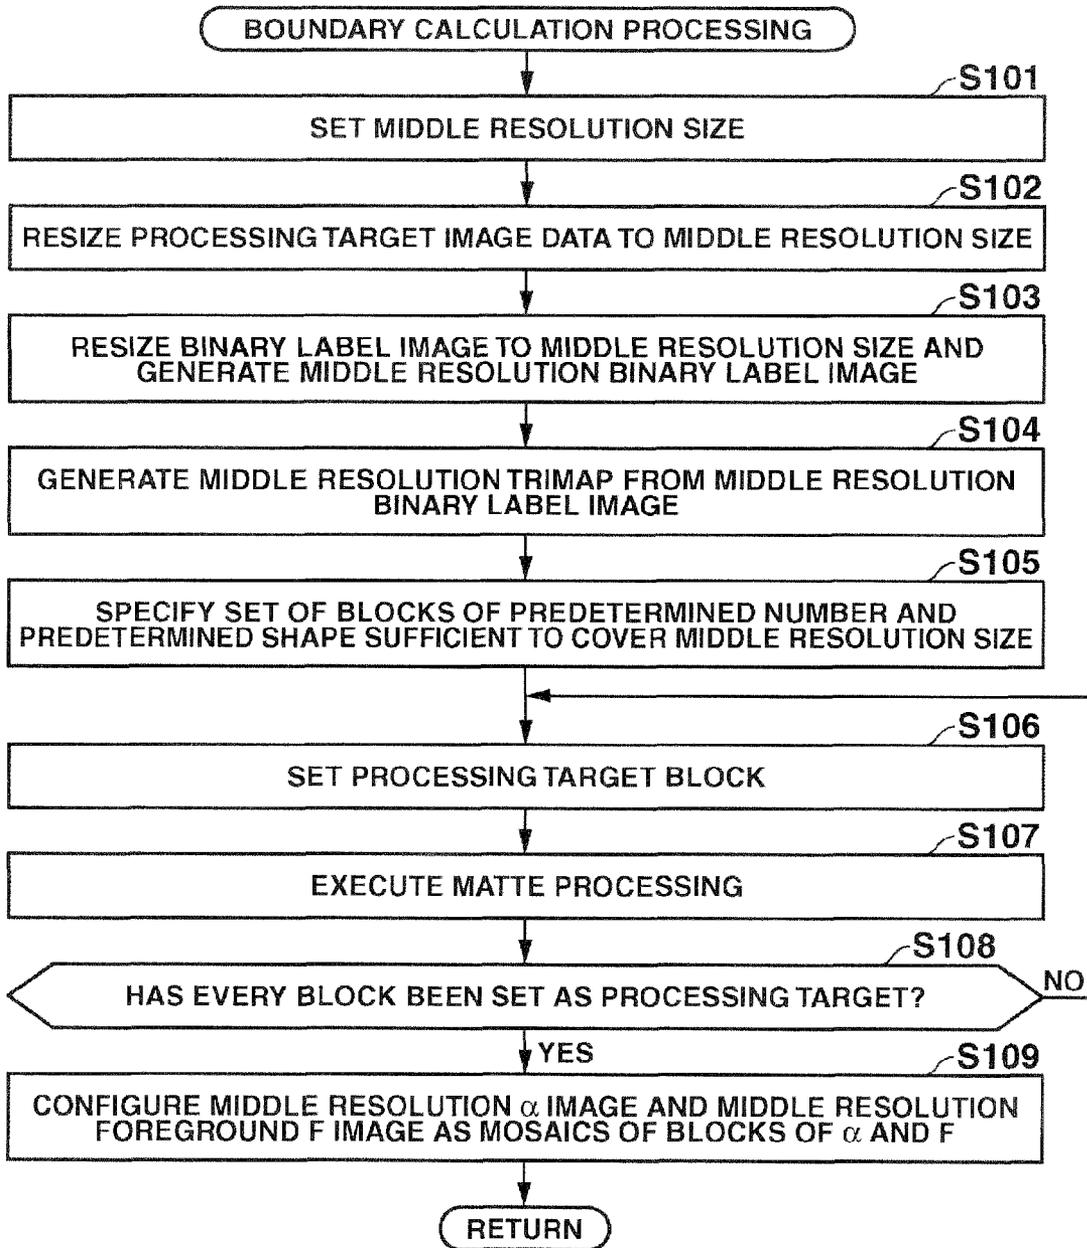 BOUNDARY CALCULATION PROCESSING
S101
SET MIDDLE RESOLUTION SIZE
S102
RESIZE PROCESSING TARGET IMAGE DATA TO MIDDLE RESOLUTION SIZE
S103
RESIZE BINARY LABEL IMAGE TO MIDDLE RESOLUTION SIZE AND
GENERATE MIDDLE RESOLUTION BINARY LABEL IMAGE
S104
GENERATE MIDDLE RESOLUTION TRIMAP FROM MIDDLE RESOLUTION
BINARY LABEL IMAGE
S105
SPECIFY SET OF BLOCKS OF PREDETERMINED NUMBER AND
PREDETERMINED SHAPE SUFFICIENT TO COVER MIDDLE RESOLUTION SIZE
S106
SET PROCESSING TARGET BLOCK
S107
EXECUTE MATTE PROCESSING
S108
HAS EVERY BLOCK BEEN SET AS PROCESSING TARGET?
NO
YES
S109
CONFIGURE MIDDLE RESOLUTION α IMAGE AND MIDDLE RESOLUTION
FOREGROUND F IMAGE AS MOSAICS OF BLOCKS OF α AND F
RETURN